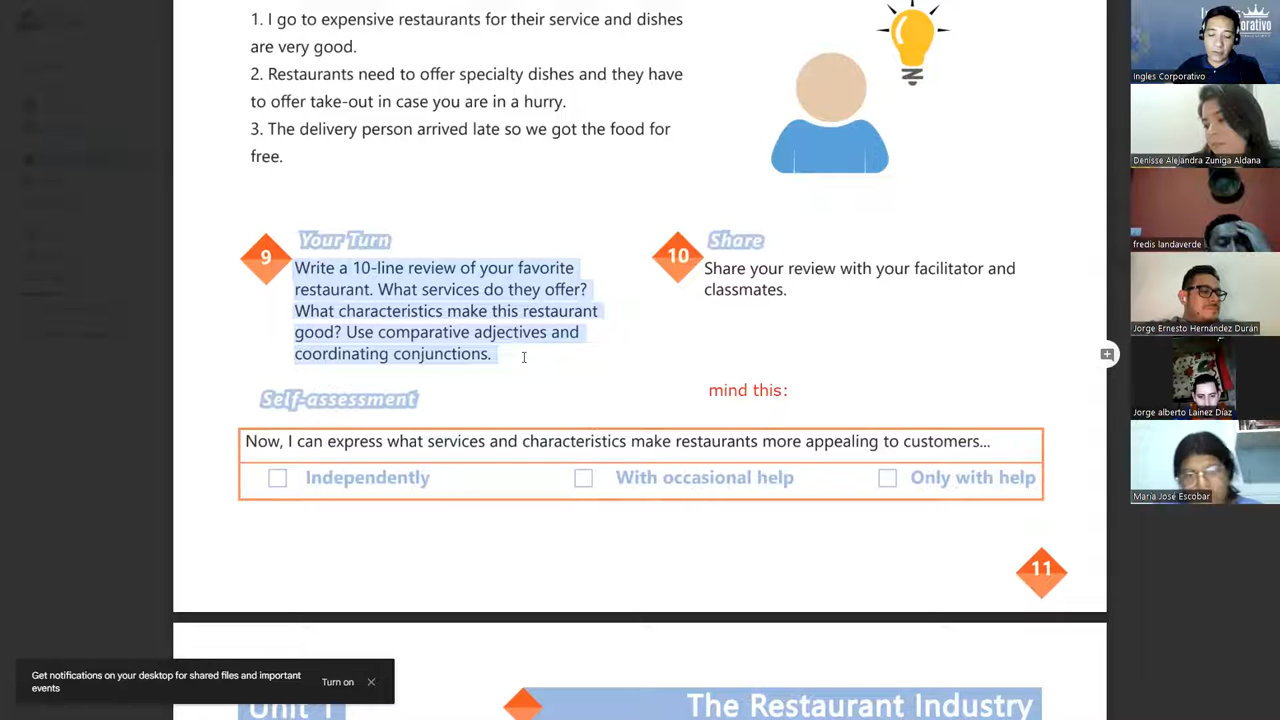 1. I go to expensive restaurants for their service and dishes
are very good.
2. Restaurants need to offer specialty dishes and they have
to offer take-out in case you are in a hurry.
3. The delivery person arrived late so we got the food for
free.
9
Your Turn
Write a 10-line review of your favorite
restaurant. What services do they offer?
What characteristics make this restaurant
good? Use comparative adjectives and
coordinating conjunctions.
10
Share
Share your review with your facilitator and
classmates.
mind this:
Self-assessment
Now, I can express what services and characteristics make restaurants more appealing to customers...
Independently
With occasional help
Only with help
11
Unit 1
The Restaurant Industry
Get notifications on your desktop for shared files and important
events
Turn on
Ingles Corporativo
Denisse Alejandra Zuniga Aldana
fredis landaverde
Jorge Ernesto Hernández Durán
Jorge alberto Lainez Díaz
Maria José Escobar